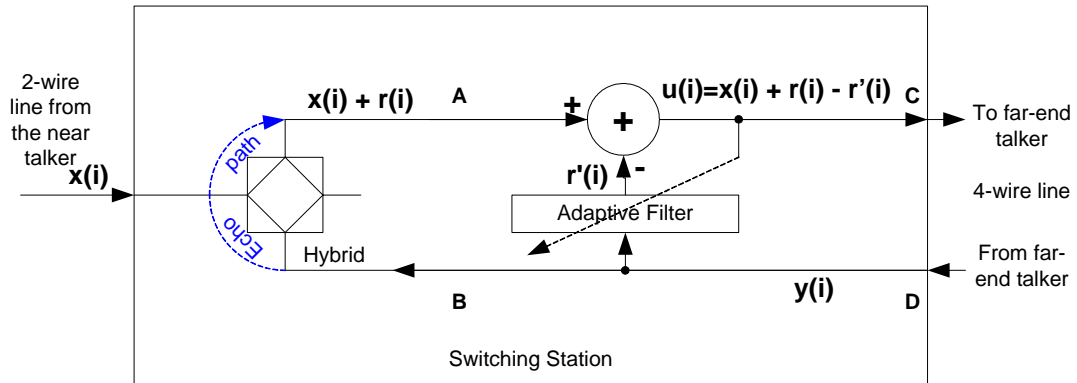 2-wire
line from
the near
talker
x(i)
x(i) + r(i)
A
+
+
u(i)=x(i) + r(i) - r’(i)
C
To far-end
talker
path
Echo
r'(i)
-
Adaptive Filter
4-wire line
Hybrid
B
y(i)
D
From far-
end talker
Switching Station